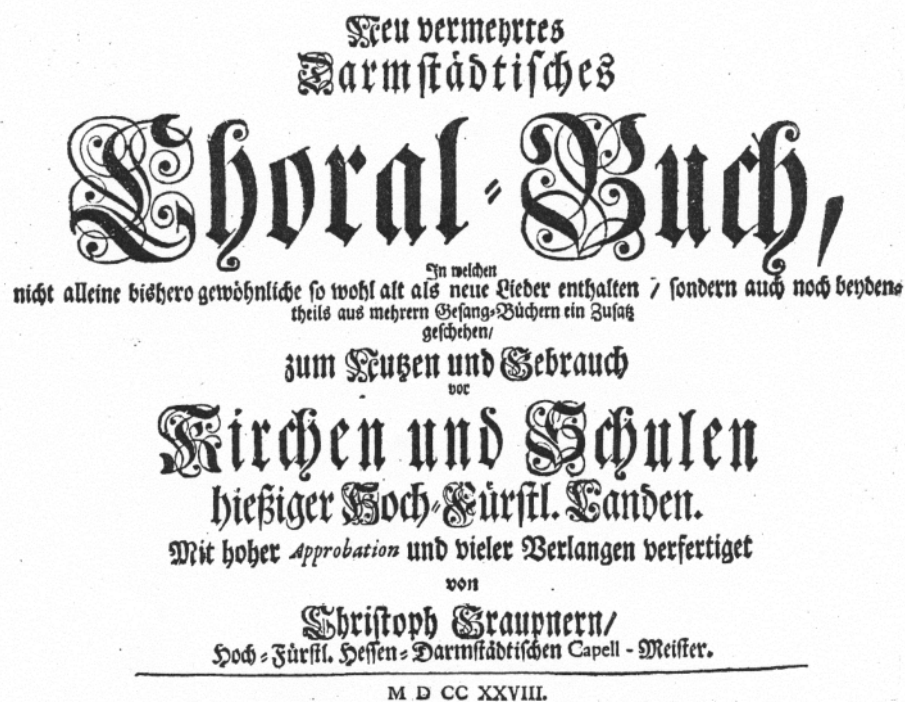 Neu vermehrtes
Darmstädtisches
Choral-Buch,
In welchen
nicht alleine bishero gewöhnliche so wohl alt als neue Lieder enthalten / sondern auch noch beyden-
theils aus mehrern Gesang-Büchern ein Zusatz
geschehen/
zum Nutzen und Gebrauch
vor
Kirchen und Schulen
hießiger Hoch-Fürstl. Landen.
Mit hoher Approbation und vieler Verlangen verfertiget
von
Christoph Graupnern/
Hoch-Fürstl. Hessen-Darmstädtischen Capell-Meister.
M D CC XXVIII.